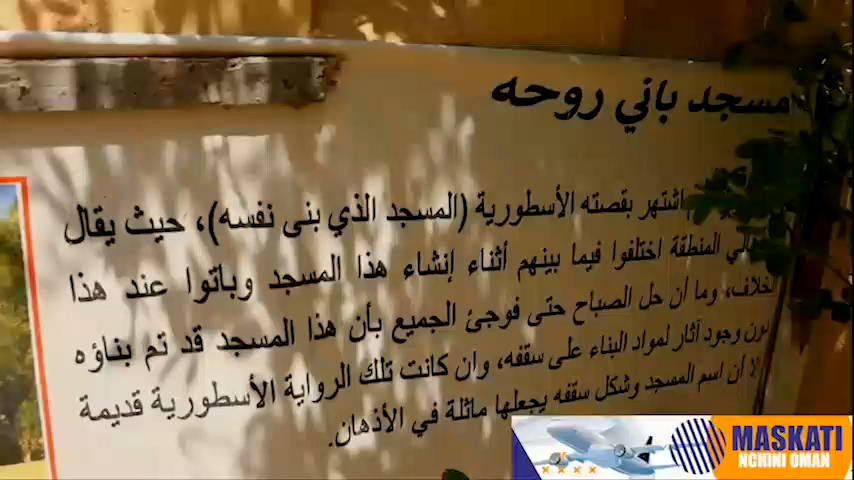 مسجد باني روحه
اشتهر بقصته الأسطورية (المسجد الذي بنى نفسه)، حيث يقال
المنطقة اختلفوا فيما بينهم أثناء إنشاء هذا المسجد وباتوا عند هذا
الخلاف، وما أن حل الصباح حتى فوجئ الجميع بأن هذا المسجد قد تم بناؤه
وجود آثار لمواد البناء على سقفه، وان كانت تلك الرواية الأسطورية قديمة
أن اسم المسجد وشكل سقفه يجعلها ماثلة في الأذهان.
MASKATI
NCHINI OMAN